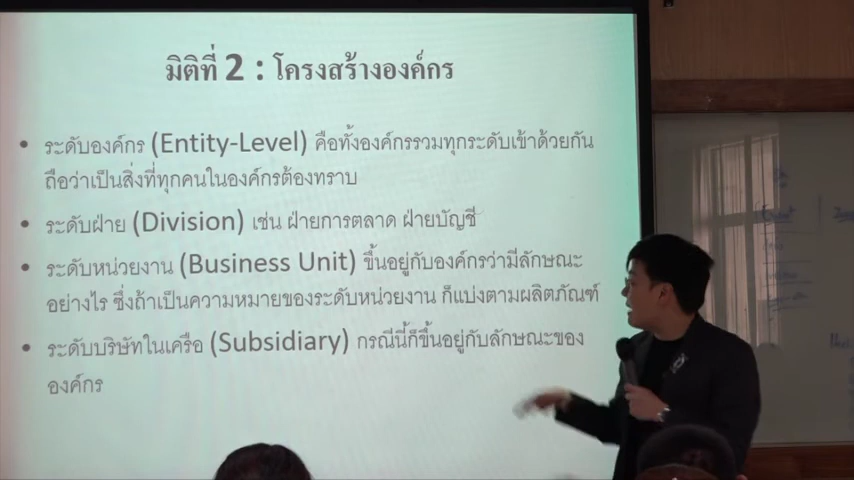 มิติที่ 2 : โครงสร้างองค์กร
• ระดับองค์กร (Entity-Level) คือทั้งองค์กรรวมทุกระดับเข้าด้วยกัน
ถือว่าเป็นสิ่งที่ทุกคนในองค์กรต้องทราบ
• ระดับฝ่าย (Division) เช่น ฝ่ายการตลาด ฝ่ายบัญชี
• ระดับหน่วยงาน (Business Unit) ขึ้นอยู่กับองค์กรว่ามีลักษณะ
อย่างไร ซึ่งถ้าเป็นความหมายของระดับหน่วยงาน ก็แบ่งตามผลิตภัณฑ์
• ระดับบริษัทในเครือ (Subsidiary) กรณีนี้ก็ขึ้นอยู่กับลักษณะของ
องค์กร